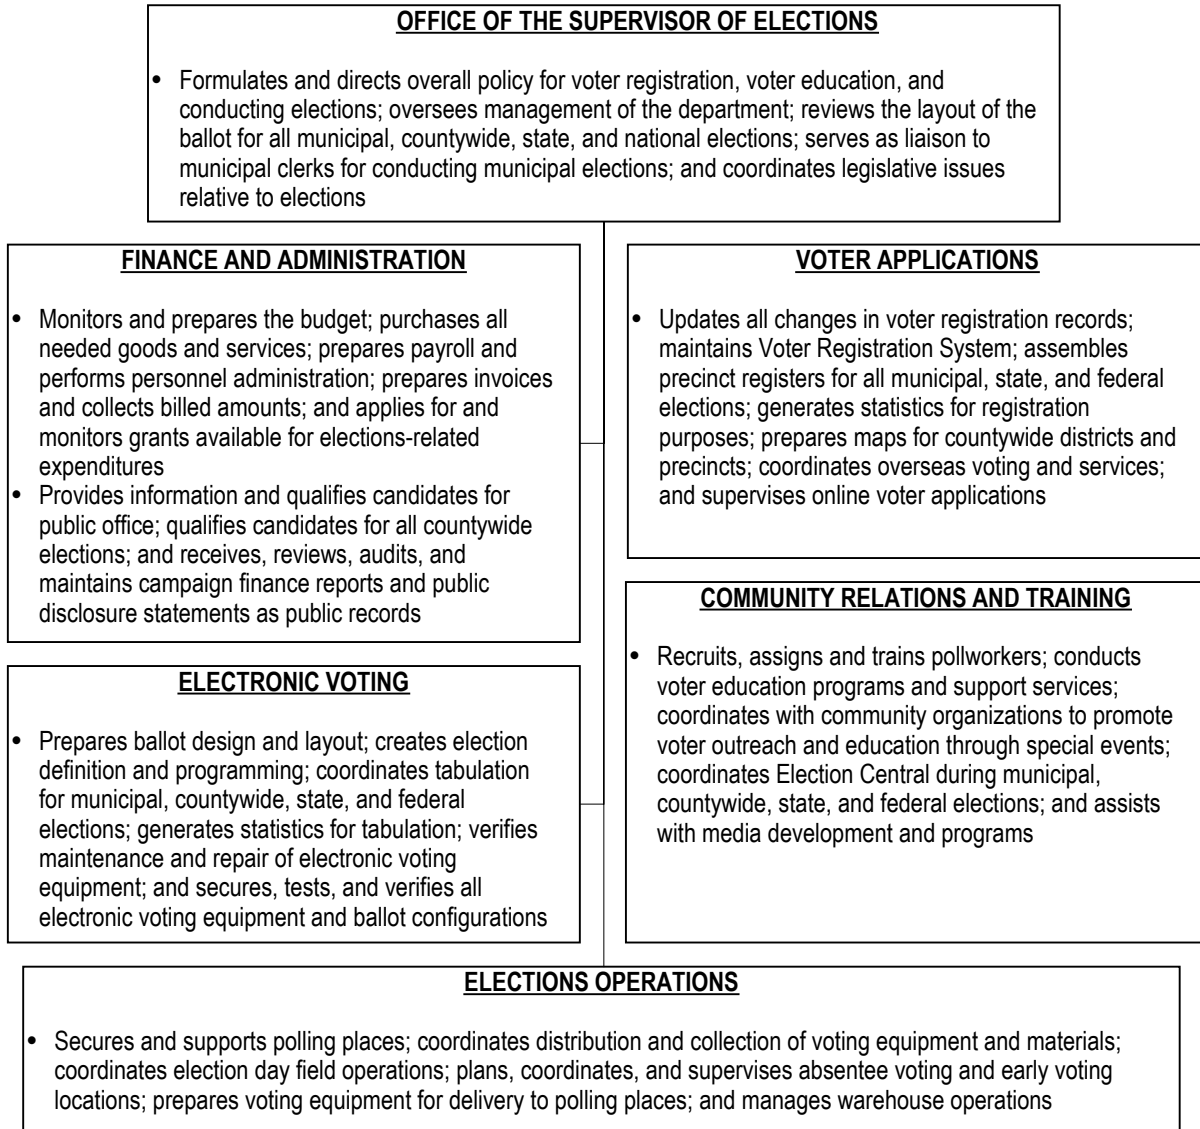 OFFICE OF THE SUPERVISOR OF ELECTIONS
• Formulates and directs overall policy for voter registration, voter education, and
conducting elections; oversees management of the department; reviews the layout of the
ballot for all municipal, countywide, state, and national elections; serves as liaison to
municipal clerks for conducting municipal elections; and coordinates legislative issues
relative to elections
FINANCE AND ADMINISTRATION
• Monitors and prepares the budget; purchases all
needed goods and services; prepares payroll and
performs personnel administration; prepares invoices
and collects billed amounts; and applies for and
monitors grants available for elections-related
expenditures
• Provides information and qualifies candidates for
public office; qualifies candidates for all countywide
elections; and receives, reviews, audits, and
maintains campaign finance reports and public
disclosure statements as public records
VOTER APPLICATIONS
• Updates all changes in voter registration records;
maintains Voter Registration System; assembles
precinct registers for all municipal, state, and federal
elections; generates statistics for registration
purposes; prepares maps for countywide districts and
precincts; coordinates overseas voting and services;
and supervises online voter applications
ELECTRONIC VOTING
• Prepares ballot design and layout; creates election
definition and programming; coordinates tabulation
for municipal, countywide, state, and federal
elections; generates statistics for tabulation; verifies
maintenance and repair of electronic voting
equipment; and secures, tests, and verifies all
electronic voting equipment and ballot configurations
COMMUNITY RELATIONS AND TRAINING
• Recruits, assigns and trains pollworkers; conducts
voter education programs and support services;
coordinates with community organizations to promote
voter outreach and education through special events;
coordinates Election Central during municipal,
countywide, state, and federal elections; and assists
with media development and programs
ELECTIONS OPERATIONS
• Secures and supports polling places; coordinates distribution and collection of voting equipment and materials;
coordinates election day field operations; plans, coordinates, and supervises absentee voting and early voting
locations; prepares voting equipment for delivery to polling places; and manages warehouse operations